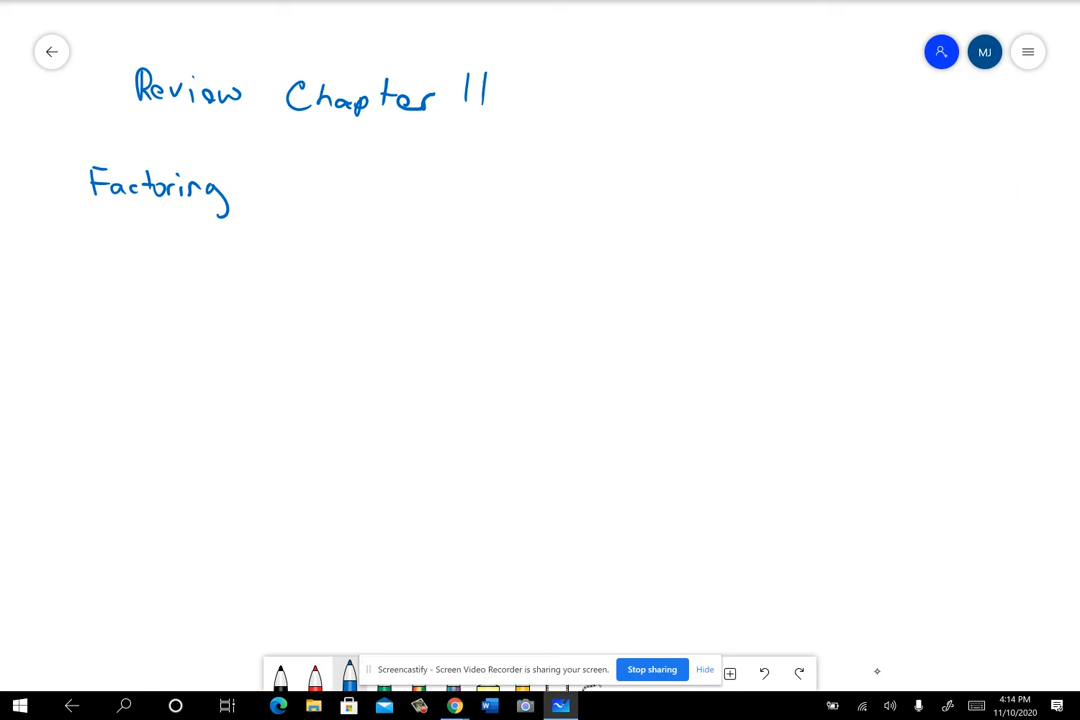 MJ
Review Chapter 11
Factoring
Screencastify - Screen Video Recorder is sharing your screen. Stop sharing Hide
4:14 PM
11/10/2020